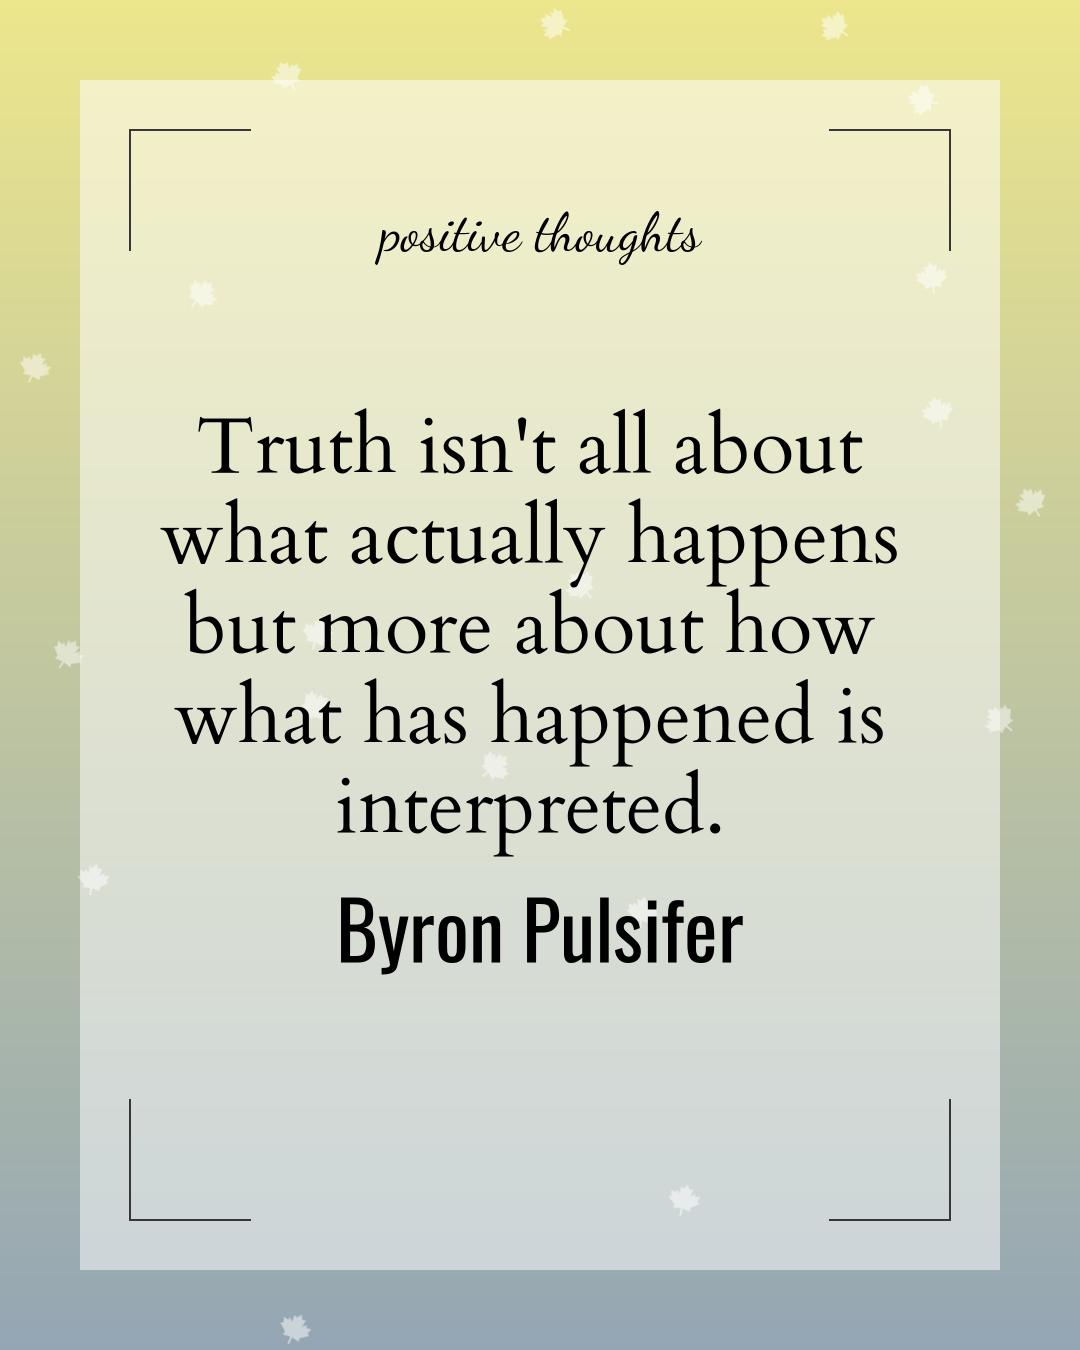 positive thoughts
Truth isn't all about
what actually happens
but more about how
what has happened is
interpreted.
Byron Pulsifer